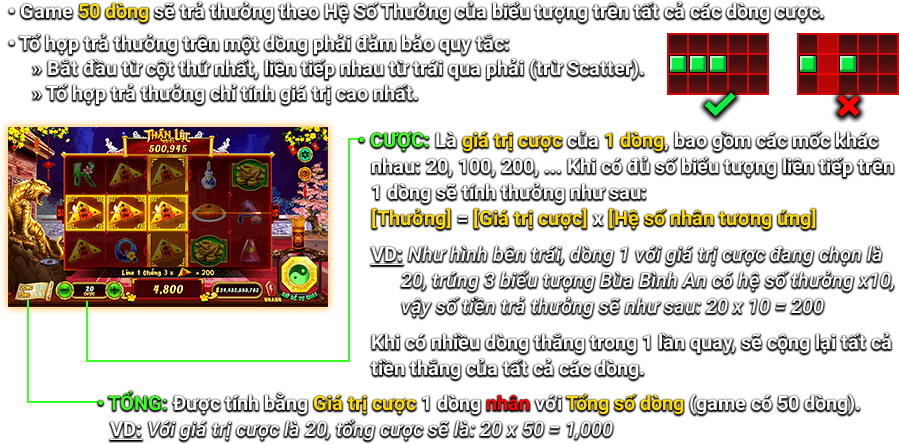 • Game 50 dòng sẽ trả thưởng theo Hệ Số Thưởng của biểu tượng trên tất cả các dòng cược.
• Tổ hợp trả thưởng trên một dòng phải đảm bảo quy tắc:
» Bắt đầu từ cột thứ nhất, liên tiếp nhau từ trái qua phải (trừ Scatter).
» Tổ hợp trả thưởng chỉ tính giá trị cao nhất.
THẦN LỰC
500,945
K
Line 1 thắng 3 x = 200
20
CƯỢC
4,800
$29,432,693,782
NHANH
• CƯỢC: Là giá trị cược của 1 dòng, bao gồm các mốc khác
nhau: 20, 100, 200, ... Khi có đủ số biểu tượng liên tiếp trên
1 dòng sẽ tính thưởng như sau:
[Thưởng] = [Giá trị cược] x [Hệ số nhân tương ứng]
VD: Như hình bên trái, dòng 1 với giá trị cược đang chọn là
20, trúng 3 biểu tượng Bùa Bình An có hệ số thưởng x10,
vậy số tiền trả thưởng sẽ như sau: 20 x 10 = 200
Khi có nhiều dòng thắng trong 1 lần quay, sẽ cộng lại tất cả
tiền thắng của tất cả các dòng.
• TỔNG: Được tính bằng Giá trị cược 1 dòng nhân với Tổng số dòng (game có 50 dòng).
VD: Với giá trị cược là 20, tổng cược sẽ là: 20 x 50 = 1,000